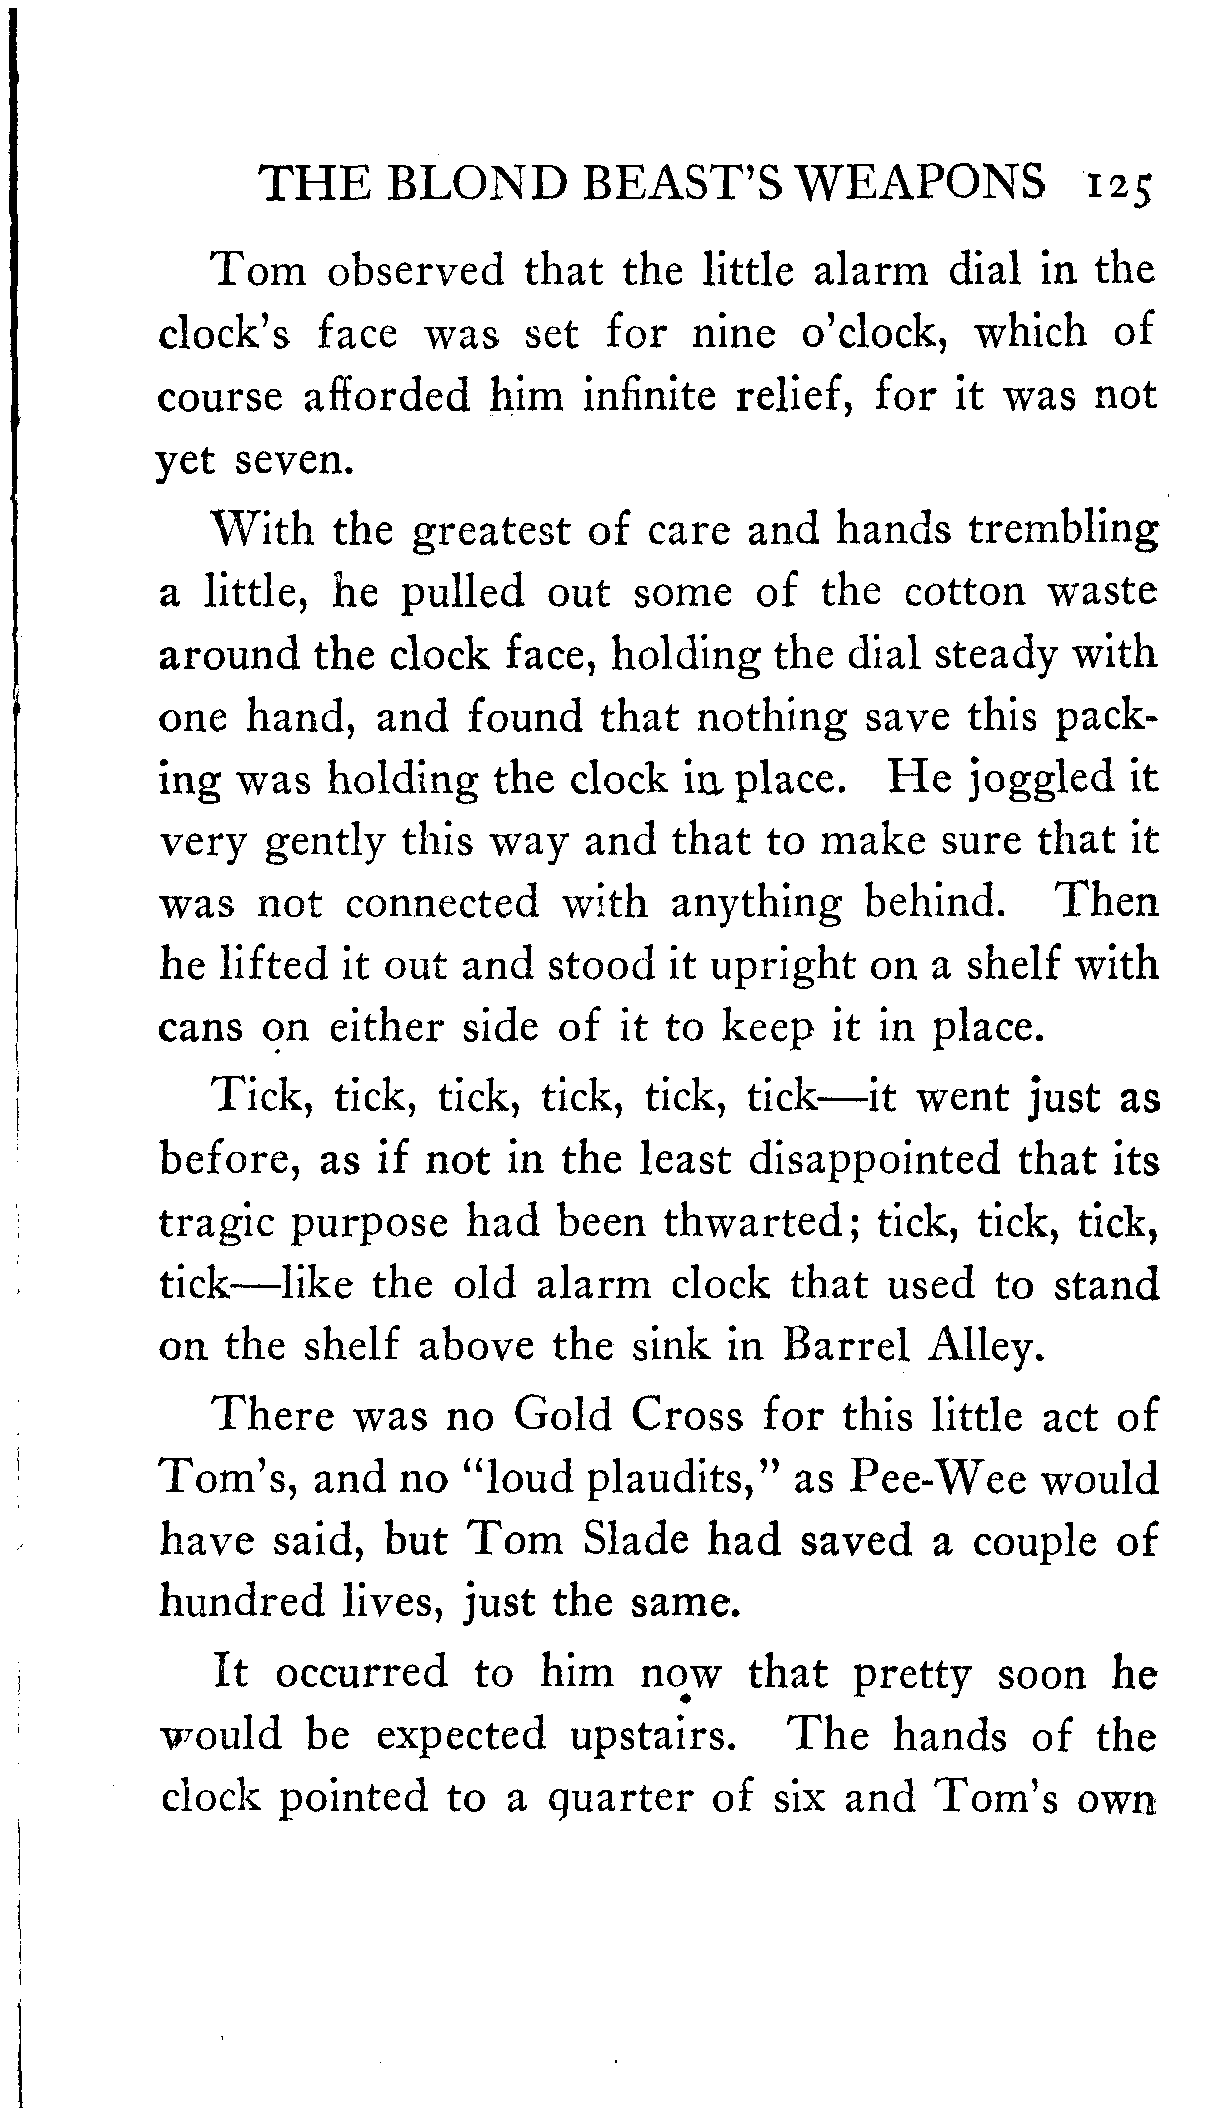 THE BLOND BEAST'S WEAPONS 125
Tom observed that the little alarm dial in the
clock's face was set for nine o'clock, which of
course afforded him infinite relief, for it was not
yet seven.
With the greatest of care and hands trembling
a little, he pulled out some of the cotton waste
around the clock face, holding the dial steady with
one hand, and found that nothing save this pack-
ing was holding the clock in place. He joggled it
very gently this way and that to make sure that it
was not connected with anything behind. Then
he lifted it out and stood it upright on a shelf with
cans on either side of it to keep it in place.
Tick, tick, tick, tick, tick, tick—it went just as
before, as if not in the least disappointed that its
tragic purpose had been thwarted; tick, tick, tick,
tick—like the old alarm clock that used to stand
on the shelf above the sink in Barrel Alley.
There was no Gold Cross for this little act of
Tom's, and no "loud plaudits," as Pee-Wee would
have said, but Tom Slade had saved a couple of
hundred lives, just the same.
It occurred to him now that pretty soon he
would be expected upstairs. The hands of the
clock pointed to a quarter of six and Tom's own